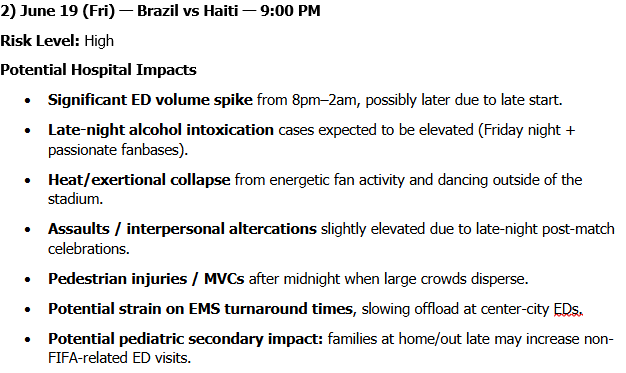 2) June 19 (Fri) — Brazil vs Haiti — 9:00 PM
Risk Level: High
Potential Hospital Impacts
• Significant ED volume spike from 8pm–2am, possibly later due to late start.
• Late-night alcohol intoxication cases expected to be elevated (Friday night +
passionate fanbases).
• Heat/exertional collapse from energetic fan activity and dancing outside of the
stadium.
• Assaults / interpersonal altercations slightly elevated due to late-night post-match
celebrations.
• Pedestrian injuries / MVCs after midnight when large crowds disperse.
• Potential strain on EMS turnaround times, slowing offload at center-city EDs.
• Potential pediatric secondary impact: families at home/out late may increase non-
FIFA-related ED visits.